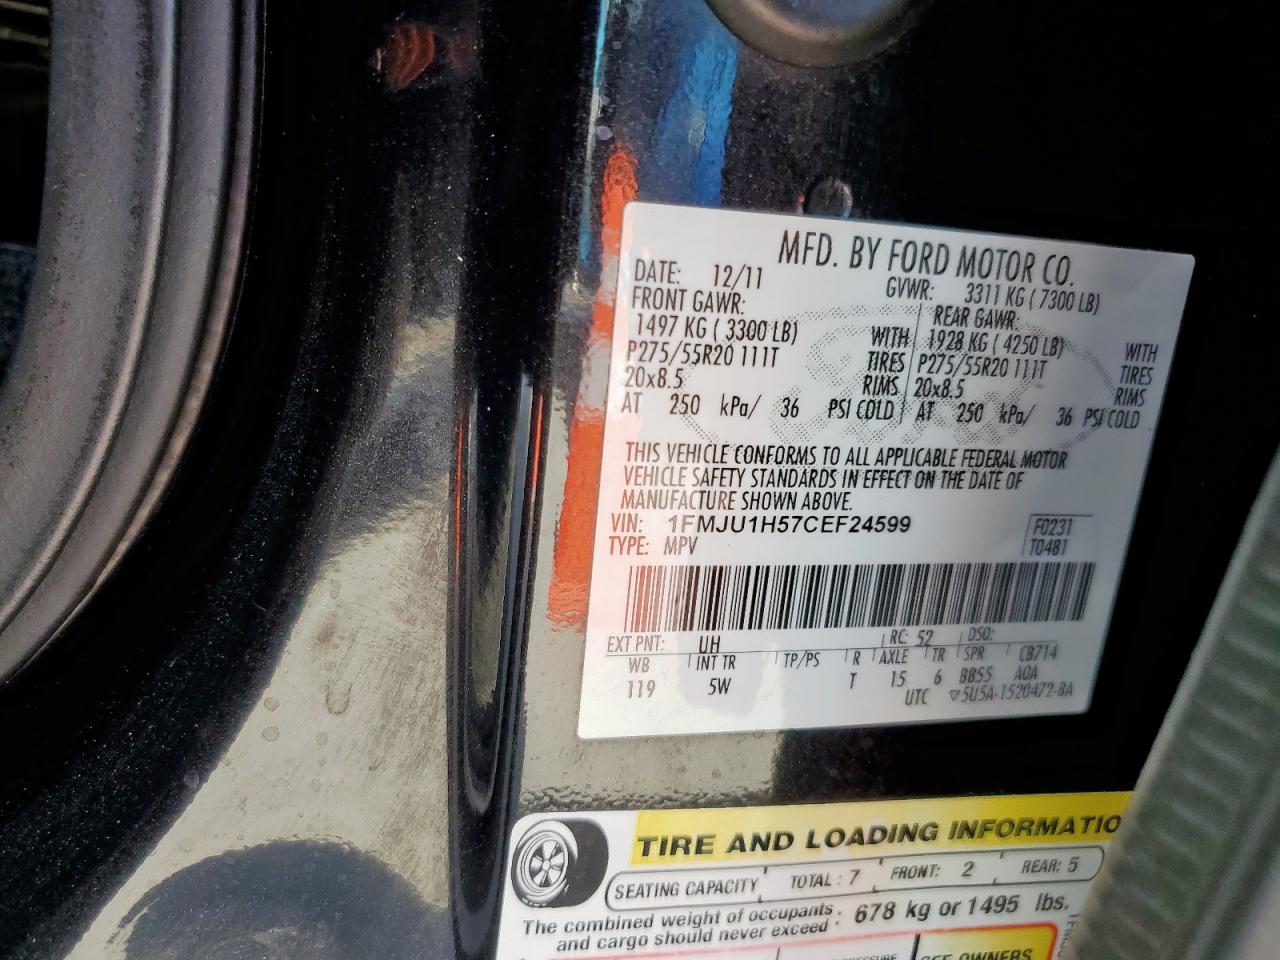 MFD. BY FORD MOTOR CO.
DATE: 12/11 GVWR: 3311 KG ( 7300 LB)
FRONT GAWR: REAR GAWR:
1497 KG ( 3300 LB) WITH 1928 KG ( 4250 LB) WITH
P275/55R20 111T TIRES P275/55R20 111T TIRES
20x8.5 RIMS 20x8.5 RIMS
AT 250 kPa/ 36 PSI COLD AT 250 kPa/ 36 PSI COLD
THIS VEHICLE CONFORMS TO ALL APPLICABLE FEDERAL MOTOR
VEHICLE SAFETY STANDARDS IN EFFECT ON THE DATE OF
MANUFACTURE SHOWN ABOVE.
VIN: 1FMJU1H57CEF24599 F0231
TYPE: MPV T0481
EXT PNT: UH RC: 52 DSO:
WB INT TR TP/PS R AXLE TR SPR CB714
119 5W T 15 6 BB55 AOA
UTC ▽5U5A-1520472-BA
TIRE AND LOADING INFORMATIO
SEATING CAPACITY TOTAL : 7 FRONT: 2 REAR: 5
The combined weight of occupants : 678 kg or 1495 lbs.
and cargo should never exceed
SEE OWNERS